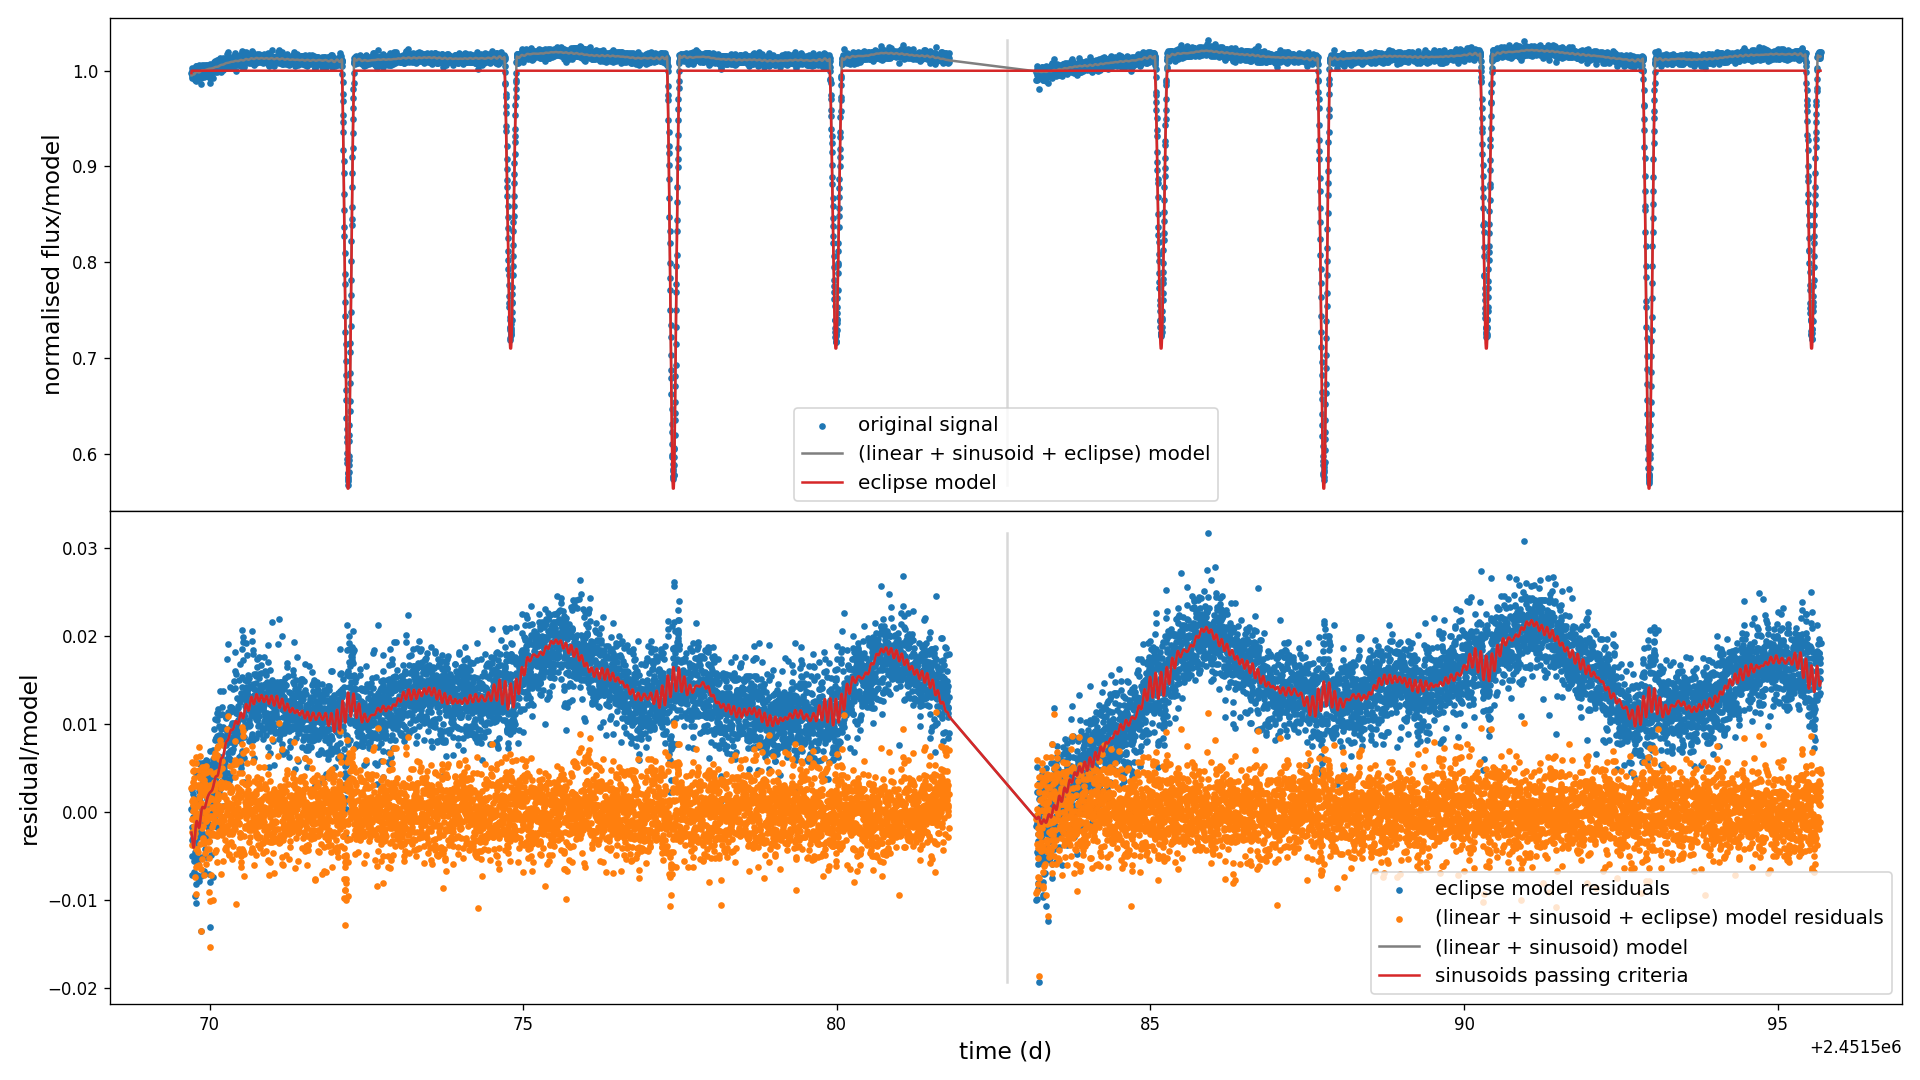 normalised flux/model
1.0
0.9
0.8
0.7
0.6
original signal
(linear + sinusoid + eclipse) model
eclipse model
residual/model
0.03
0.02
0.01
0.00
−0.01
−0.02
eclipse model residuals
(linear + sinusoid + eclipse) model residuals
(linear + sinusoid) model
sinusoids passing criteria
70 75 80 85 90 95
time (d)
+2.4515e6